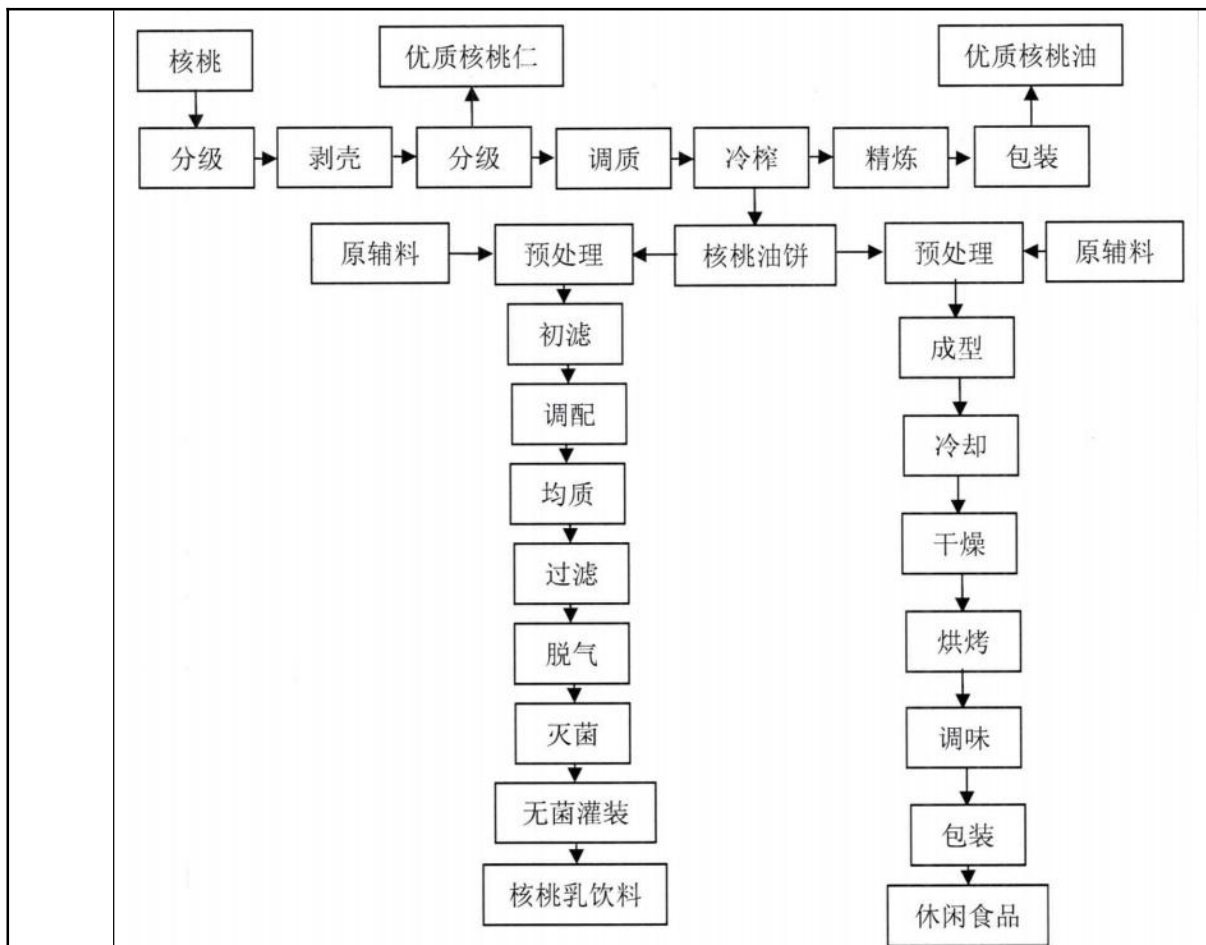 核桃
优质核桃仁
优质核桃油
分级
剥壳
分级
调质
冷榨
精炼
包装
原辅料
预处理
核桃油饼
预处理
原辅料
初滤
成型
调配
冷却
均质
干燥
过滤
烘烤
脱气
调味
灭菌
无菌灌装
包装
核桃乳饮料
休闲食品